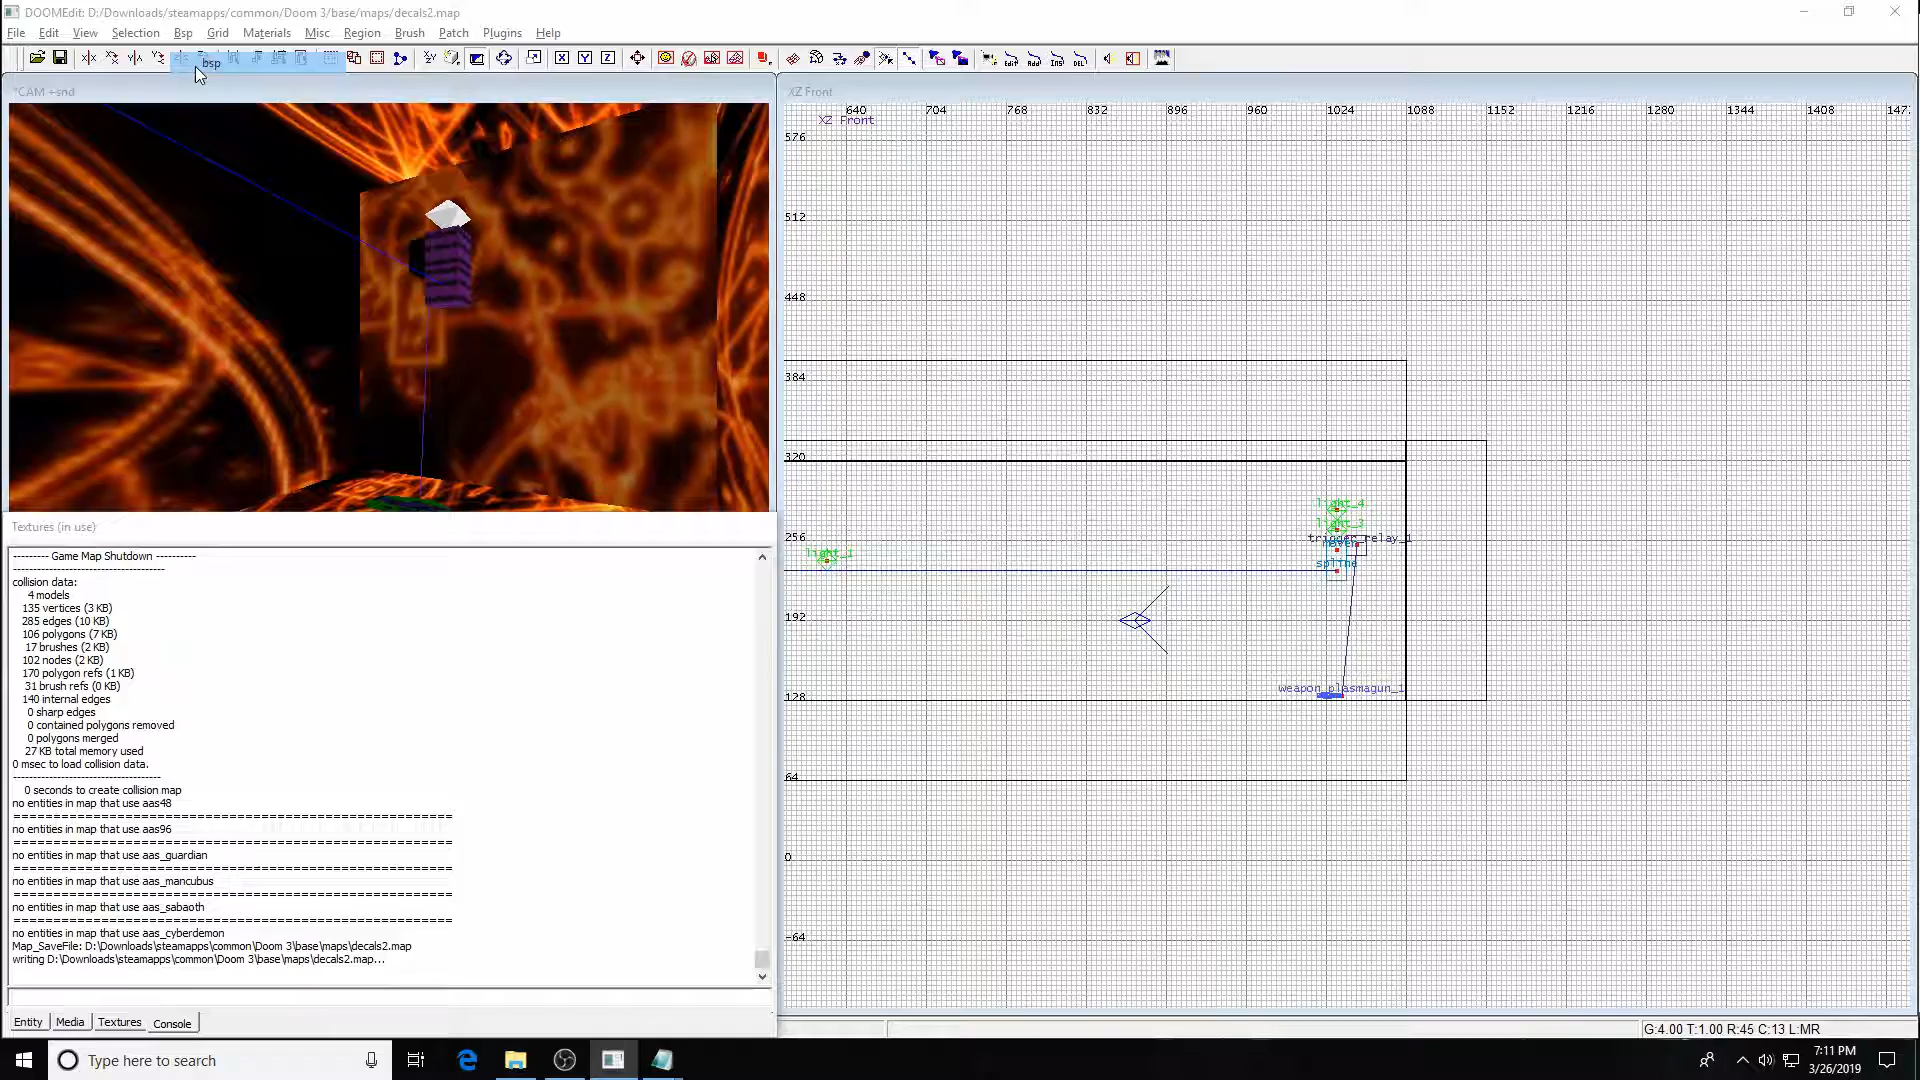 DOOMEdit: D:/Downloads/steamapps/common/Doom 3/base/maps/decals2.map
File Edit View Selection Bsp Grid Materials Misc Region Brush Patch Plugins Help
bsp
*CAM +snd
XZ Front
640 704 768 832 896 960 1024 1088 1152 1216 1280 1344 1408 147
XZ Front
576
512
448
384
320
light_4
light_3
256
trigger_relay_1
mover
light_1
spline
192
weapon_plasmagun_1
128
64
0
-64
Textures (in use)
--------- Game Map Shutdown ----------
--------------------------------------
collision data:
4 models
135 vertices (3 KB)
285 edges (10 KB)
106 polygons (7 KB)
17 brushes (2 KB)
102 nodes (2 KB)
170 polygon refs (1 KB)
31 brush refs (0 KB)
140 internal edges
0 sharp edges
0 contained polygons removed
0 polygons merged
27 KB total memory used
0 msec to load collision data.
-------------------------------------
0 seconds to create collision map
no entities in map that use aas48
======================================================
no entities in map that use aas96
======================================================
no entities in map that use aas_guardian
======================================================
no entities in map that use aas_mancubus
======================================================
no entities in map that use aas_sabaoth
======================================================
no entities in map that use aas_cyberdemon
Map_SaveFile: D:\Downloads\steamapps\common\Doom 3\base\maps\decals2.map
writing D:\Downloads\steamapps\common\Doom 3\base\maps\decals2.map...
Entity Media Textures Console
G:4.00 T:1.00 R:45 C:13 L:MR
Type here to search
7:11 PM
3/26/2019